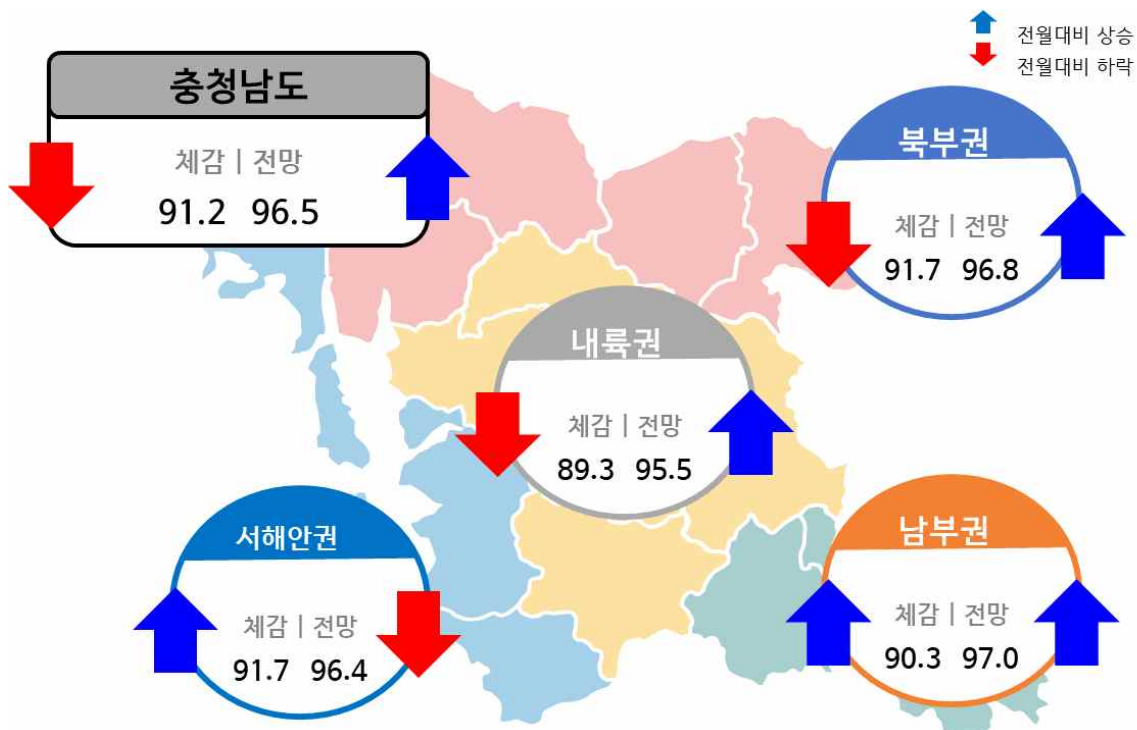 전월대비 상승
전월대비 하락
충청남도
체감 | 전망
91.2 96.5
북부권
체감 | 전망
91.7 96.8
내륙권
체감 | 전망
89.3 95.5
서해안권
체감 | 전망
91.7 96.4
남부권
체감 | 전망
90.3 97.0